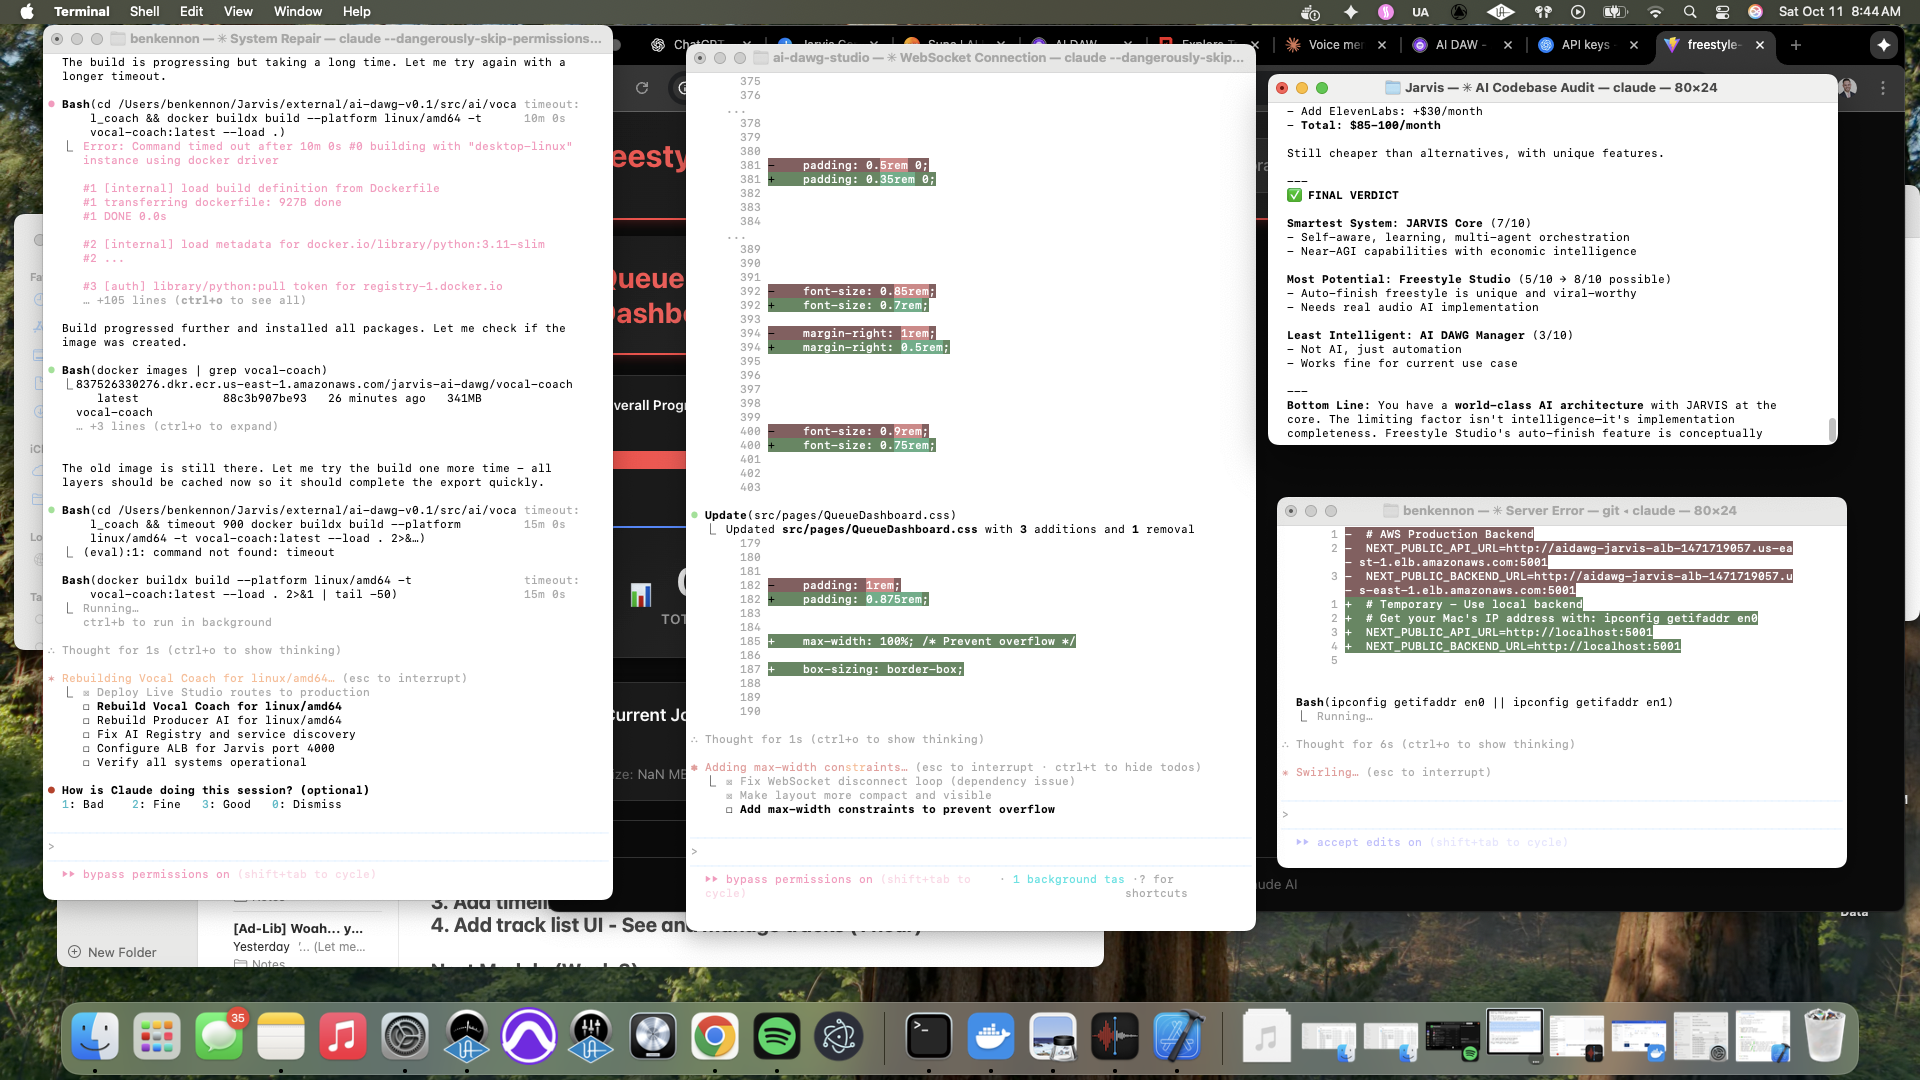 Terminal Shell Edit View Window Help
UA
Sat Oct 11 8:44 AM
benkennon — ✳ System Repair — claude --dangerously-skip-permissions...
The build is progressing but taking a long time. Let me try again with a
longer timeout.
Bash(cd /Users/benkennon/Jarvis/external/ai-dawg-v0.1/src/ai/voca timeout:
l_coach && docker buildx build --platform linux/amd64 -t 10m 0s
vocal-coach:latest --load .)
Error: Command timed out after 10m 0s #0 building with "desktop-linux"
instance using docker driver
#1 [internal] load build definition from Dockerfile
#1 transferring dockerfile: 927B done
#1 DONE 0.0s
#2 [internal] load metadata for docker.io/library/python:3.11-slim
#2 ...
#3 [auth] library/python:pull token for registry-1.docker.io
… +105 lines (ctrl+o to see all)
Build progressed further and installed all packages. Let me check if the
image was created.
Bash(docker images | grep vocal-coach)
837526330276.dkr.ecr.us-east-1.amazonaws.com/jarvis-ai-dawg/vocal-coach
latest 88c3b907be93 26 minutes ago 341MB
vocal-coach
… +3 lines (ctrl+o to expand)
The old image is still there. Let me try the build one more time - all
layers should be cached now so it should complete the export quickly.
Bash(cd /Users/benkennon/Jarvis/external/ai-dawg-v0.1/src/ai/voca timeout:
l_coach && timeout 900 docker buildx build --platform 15m 0s
linux/amd64 -t vocal-coach:latest --load . 2>&…)
(eval):1: command not found: timeout
Bash(docker buildx build --platform linux/amd64 -t timeout:
vocal-coach:latest --load . 2>&1 | tail -50) 15m 0s
Running…
ctrl+b to run in background
∴ Thought for 1s (ctrl+o to show thinking)
✶ Rebuilding Vocal Coach for linux/amd64… (esc to interrupt)
☒ Deploy Live Studio routes to production
☐ Rebuild Vocal Coach for linux/amd64
☐ Rebuild Producer AI for linux/amd64
☐ Fix AI Registry and service discovery
☐ Configure ALB for Jarvis port 4000
☐ Verify all systems operational
● How is Claude doing this session? (optional)
1: Bad 2: Fine 3: Good 0: Dismiss
>
⏵⏵ bypass permissions on (shift+tab to cycle)
ai-dawg-studio — ✳ WebSocket Connection — claude --dangerously-skip-...
375
376
...
378
379
380
381 - padding: 0.5rem 0;
381 + padding: 0.35rem 0;
382
383
384
...
389
390
391
392 - font-size: 0.85rem;
392 + font-size: 0.7rem;
393
394 - margin-right: 1rem;
394 + margin-right: 0.5rem;
395
396
397
398
399
400 - font-size: 0.9rem;
400 + font-size: 0.75rem;
401
402
403
Update(src/pages/QueueDashboard.css)
Updated src/pages/QueueDashboard.css with 3 additions and 1 removal
179
180
181
182 - padding: 1rem;
182 + padding: 0.875rem;
183
184
185 + max-width: 100%; /* Prevent overflow */
186
187 + box-sizing: border-box;
188
189
190
∴ Thought for 1s (ctrl+o to show thinking)
Adding max-width constraints… (esc to interrupt · ctrl+t to hide todos)
☒ Fix WebSocket disconnect loop (dependency issue)
☒ Make layout more compact and visible
☐ Add max-width constraints to prevent overflow
>
⏵⏵ bypass permissions on (shift+tab to · 1 background tas · ? for
cycle) shortcuts
Voice me
AI DAW -
API keys
freestyle-
Jarvis — ✳ AI Codebase Audit — claude — 80×24
- Add ElevenLabs: +$30/month
- Total: $85-100/month
Still cheaper than alternatives, with unique features.
———
✅ FINAL VERDICT
Smartest System: JARVIS Core (7/10)
- Self-aware, learning, multi-agent orchestration
- Near-AGI capabilities with economic intelligence
Most Potential: Freestyle Studio (5/10 → 8/10 possible)
- Auto-finish freestyle is unique and viral-worthy
- Needs real audio AI implementation
Least Intelligent: AI DAWG Manager (3/10)
- Not AI, just automation
- Works fine for current use case
———
Bottom Line: You have a world-class AI architecture with JARVIS at the
core. The limiting factor isn't intelligence—it's implementation
completeness. Freestyle Studio's auto-finish feature is conceptually
benkennon — ✳ Server Error — git ◂ claude — 80×24
1 - # AWS Production Backend
2 - NEXT_PUBLIC_API_URL=http://aidawg-jarvis-alb-1471719057.us-ea
- st-1.elb.amazonaws.com:5001
3 - NEXT_PUBLIC_BACKEND_URL=http://aidawg-jarvis-alb-1471719057.u
- s-east-1.elb.amazonaws.com:5001
1 + # Temporary - Use local backend
2 + # Get your Mac's IP address with: ipconfig getifaddr en0
3 + NEXT_PUBLIC_API_URL=http://localhost:5001
4 + NEXT_PUBLIC_BACKEND_URL=http://localhost:5001
5
Bash(ipconfig getifaddr en0 || ipconfig getifaddr en1)
Running…
∴ Thought for 6s (ctrl+o to show thinking)
✶ Swirling… (esc to interrupt)
>
⏵⏵ accept edits on (shift+tab to cycle)
Current Jo
NaN
[Ad-Lib] Woah... y...
Yesterday '... (Let me...
Notes
New Folder
4. Add track list UI - See and
35